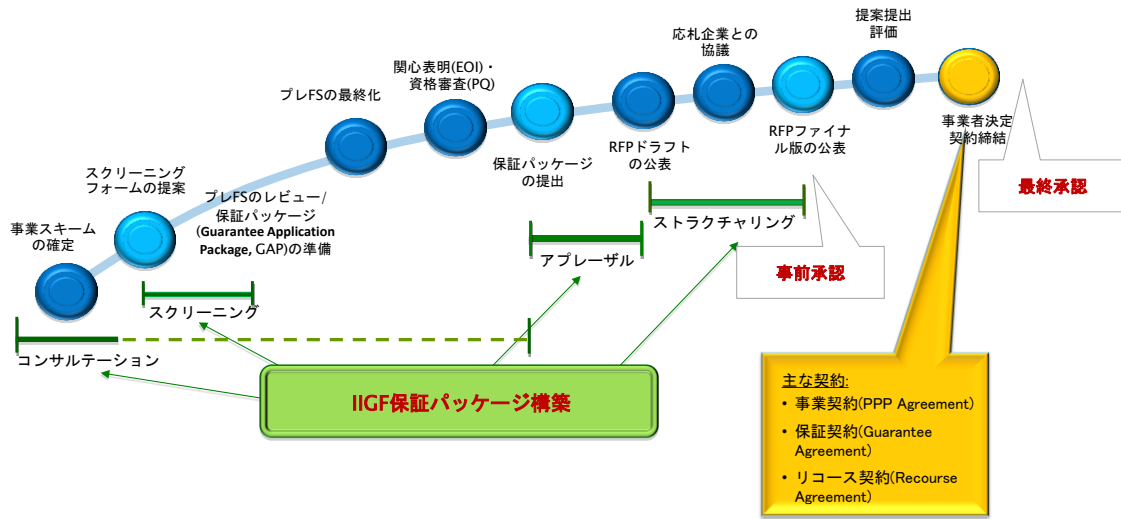 事業スキーム
の確定
スクリーニング
フォームの提案
プレFSのレビュー/
保証パッケージ
(Guarantee Application
Package, GAP)の準備
プレFSの最終化
関心表明(EOI)・
資格審査(PQ)
保証パッケージ
の提出
RFPドラフト
の公表
応札企業との
協議
RFPファイナ
ル版の公表
提案提出
評価
事業者決定
契約締結
最終承認
事前承認
ストラクチャリング
アプレーザル
スクリーニング
コンサルテーション
IIGF保証パッケージ構築
主な契約:
• 事業契約(PPP Agreement)
• 保証契約(Guarantee
Agreement)
• リコース契約(Recourse
Agreement)